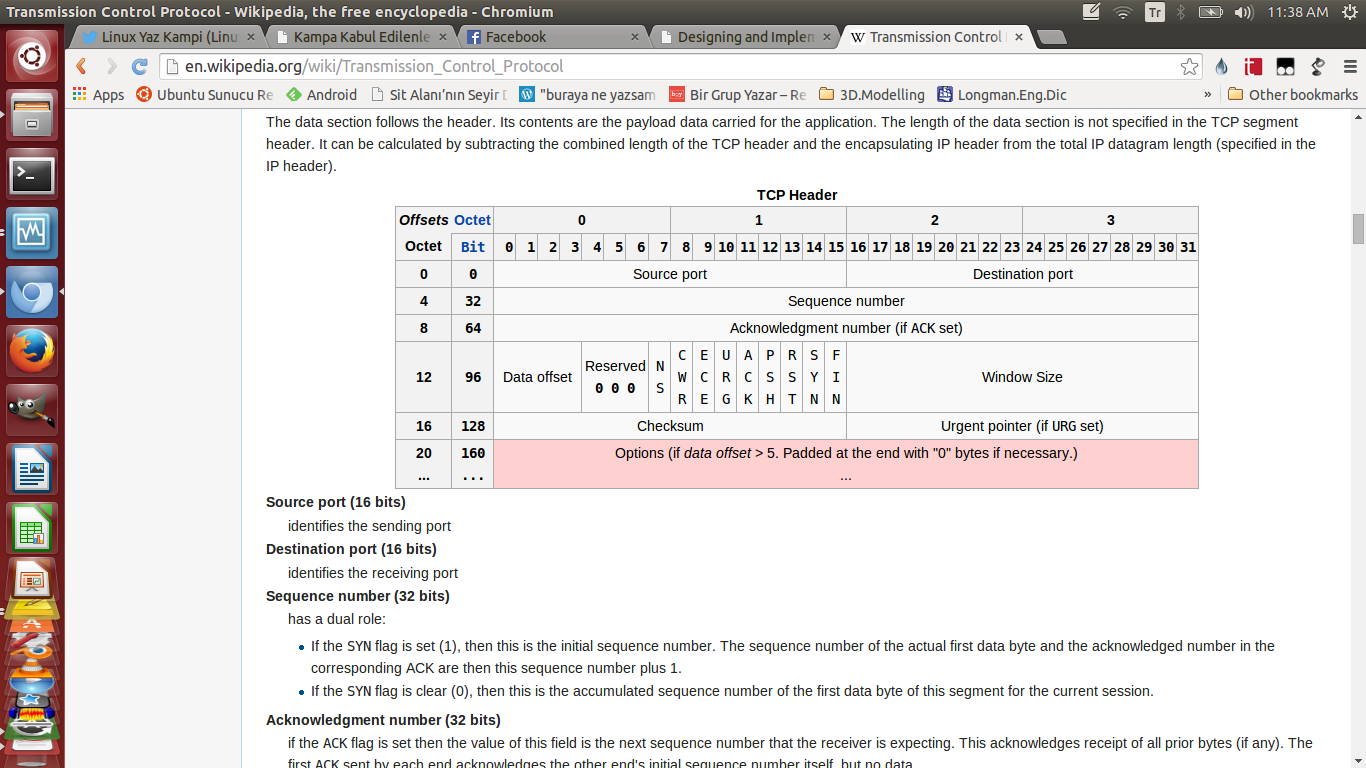 Transmission Control Protocol - Wikipedia, the free encyclopedia - Chromium
Tr
11:38 AM
Linux Yaz Kampi (Linu
Kampa Kabul Edilenle
Facebook
Designing and Implem
Transmission Control
en.wikipedia.org/wiki/Transmission_Control_Protocol
Apps
Ubuntu Sunucu Re
Android
Sit Alanı'nın Seyir D
"buraya ne yazsam
Bir Grup Yazar – Re
3D.Modelling
Longman.Eng.Dic
»
Other bookmarks
The data section follows the header. Its contents are the payload data carried for the application. The length of the data section is not specified in the TCP segment
header. It can be calculated by subtracting the combined length of the TCP header and the encapsulating IP header from the total IP datagram length (specified in the
IP header).
TCP Header
Offsets Octet 0 1 2 3
Octet Bit 0 1 2 3 4 5 6 7 8 9 10 11 12 13 14 15 16 17 18 19 20 21 22 23 24 25 26 27 28 29 30 31
0 0 Source port Destination port
4 32 Sequence number
8 64 Acknowledgment number (if ACK set)
12 96 Data offset Reserved 0 0 0 NS CWR ECE URG ACK PSH RST SYN FIN Window Size
16 128 Checksum Urgent pointer (if URG set)
20 160 Options (if data offset > 5. Padded at the end with "0" bytes if necessary.)
... ... ...
Source port (16 bits)
identifies the sending port
Destination port (16 bits)
identifies the receiving port
Sequence number (32 bits)
has a dual role:
• If the SYN flag is set (1), then this is the initial sequence number. The sequence number of the actual first data byte and the acknowledged number in the
corresponding ACK are then this sequence number plus 1.
• If the SYN flag is clear (0), then this is the accumulated sequence number of the first data byte of this segment for the current session.
Acknowledgment number (32 bits)
if the ACK flag is set then the value of this field is the next sequence number that the receiver is expecting. This acknowledges receipt of all prior bytes (if any). The
first ACK sent by each end acknowledges the other end's initial sequence number itself, but no data.